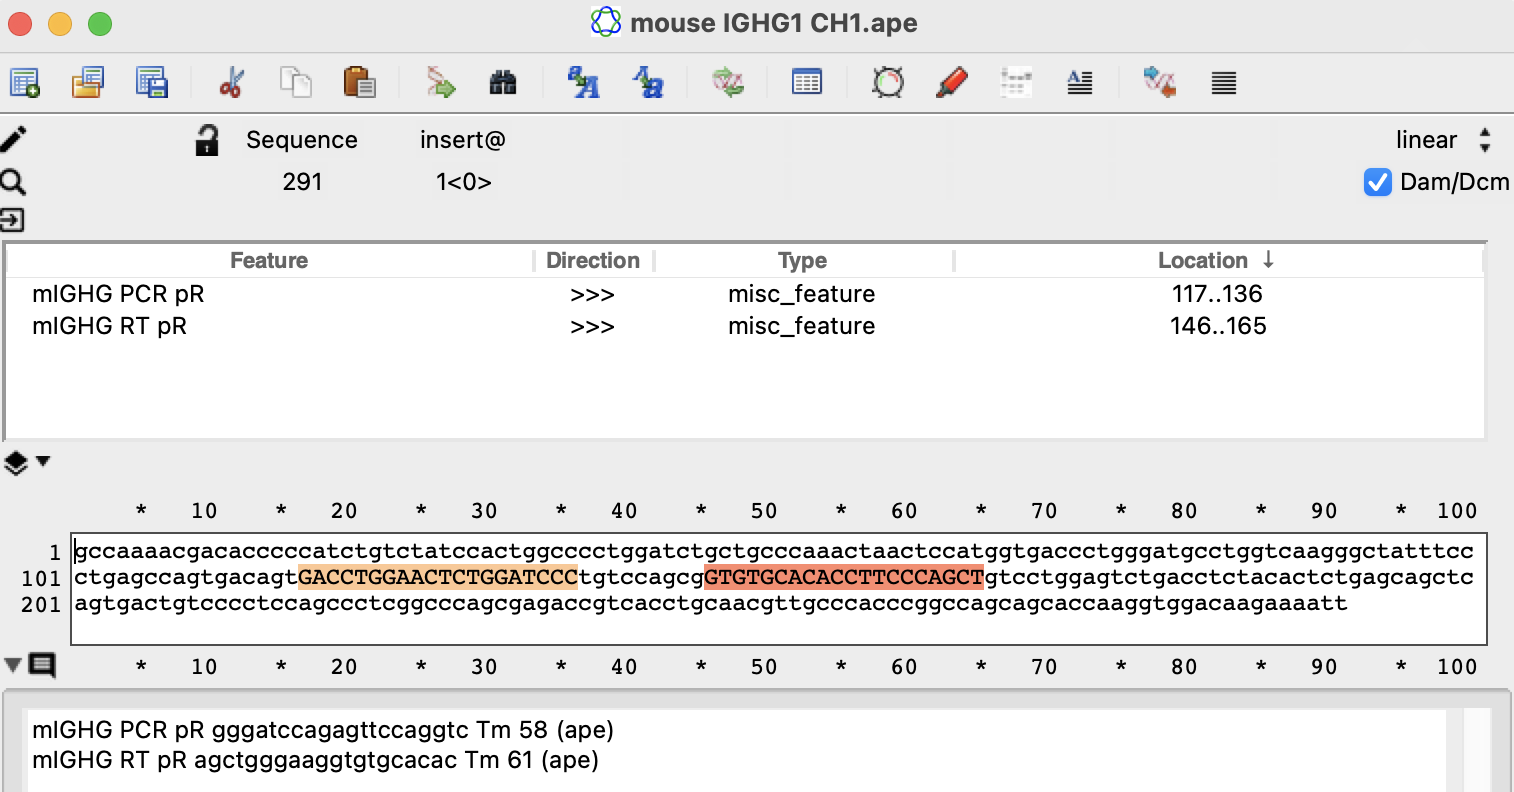 mouse IGHG1 CH1.ape
Sequence insert@ linear
291 1<0> Dam/Dcm
Feature Direction Type Location ↓
mIGHG PCR pR >>> misc_feature 117..136
mIGHG RT pR >>> misc_feature 146..165
* 10 * 20 * 30 * 40 * 50 * 60 * 70 * 80 * 90 * 100
1 gccaaaacgacacccccatctgtctatccactggcccctggatctgctgcccaaactaactccatggtgaccctgggatgcctggtcaagggctatttcc
101 ctgagccagtgacagtGACCTGGAACTCTGGATCCCtgtccagcgGTGTGCACACCTTCCCAGCTgtcctggagtctgacctctacactctgagcagctc
201 agtgactgtcccctccagccctcggcccagcgagaccgtcacctgcaacgttgcccacccggccagcagcaccaaggtggacaagaaaatt
* 10 * 20 * 30 * 40 * 50 * 60 * 70 * 80 * 90 * 100
mIGHG PCR pR gggatccagagttccaggtc Tm 58 (ape)
mIGHG RT pR agctgggaaggtgtgcacac Tm 61 (ape)